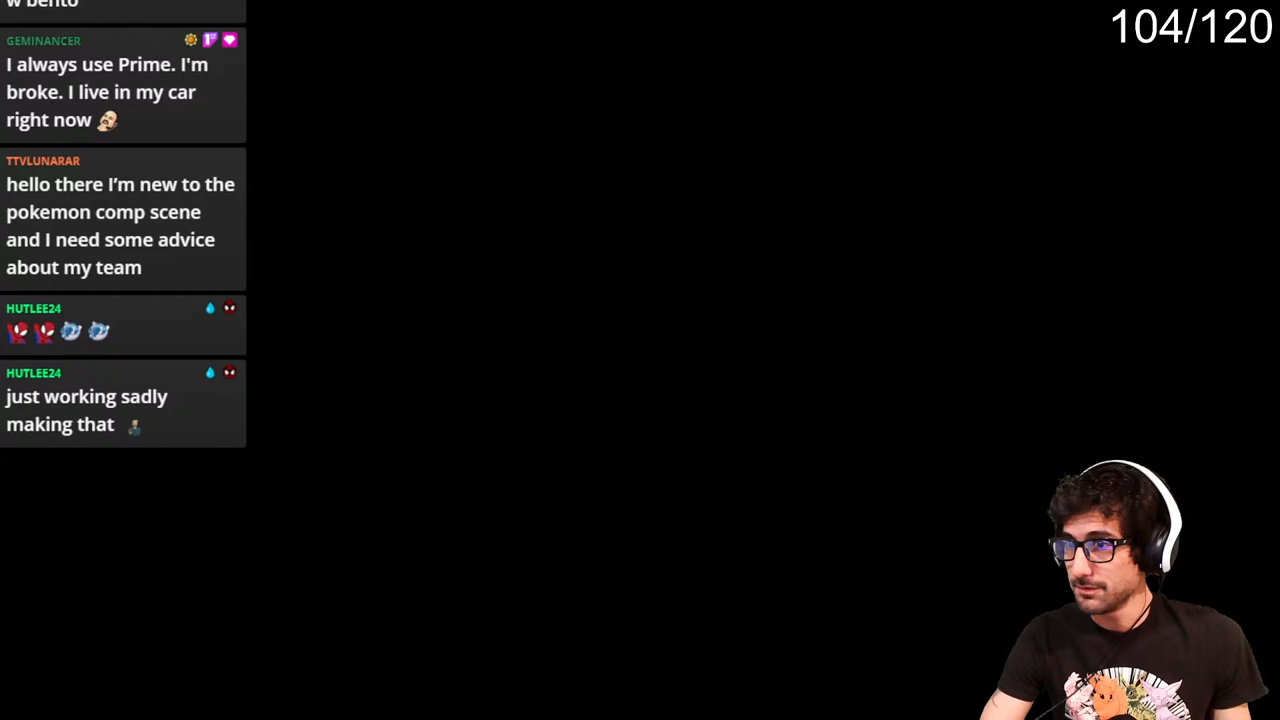 w bento
104/120
GEMINANCER
I always use Prime. I'm
broke. I live in my car
right now
TTVLUNARAR
hello there I’m new to the
pokemon comp scene
and I need some advice
about my team
HUTLEE24
HUTLEE24
just working sadly
making that